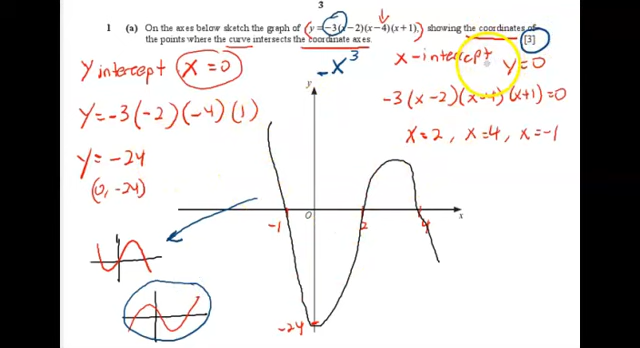 3
1 (a) On the axes below sketch the graph of y = −3(x−2)(x−4)(x+1), showing the coordinates of
the points where the curve intersects the coordinate axes. [3]
y intercept x = 0
-x³
x-intercept y=0
y = -3(-2)(-4)(1)
-3(x-2)(x-4)(x+1)=0
y = -24
x=2, x=4, x=-1
(0, -24)
y
-1 0 2 4 x
-24